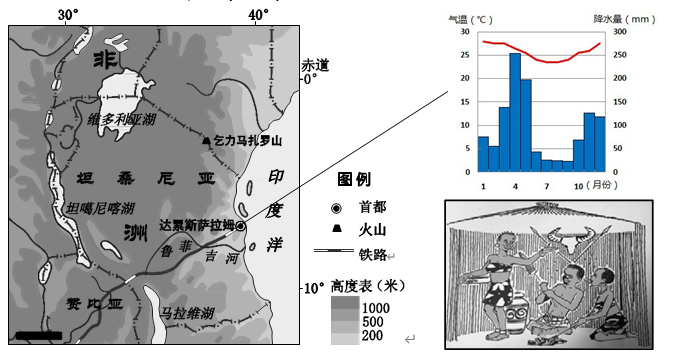 30°
40°
非
赤道
0°
维多利亚湖
乞力马扎罗山
坦桑尼亚
印度洋
坦噶尼喀湖
洲
达累斯萨拉姆
鲁菲吉河
赞比亚
马拉维湖
10°
图例
首都
火山
铁路
高度表（米）
1000
500
200
气温（℃） 降水量（mm）
30 300
25 250
20 200
15 150
10 100
5 50
0 0
1 4 7 10（月份）